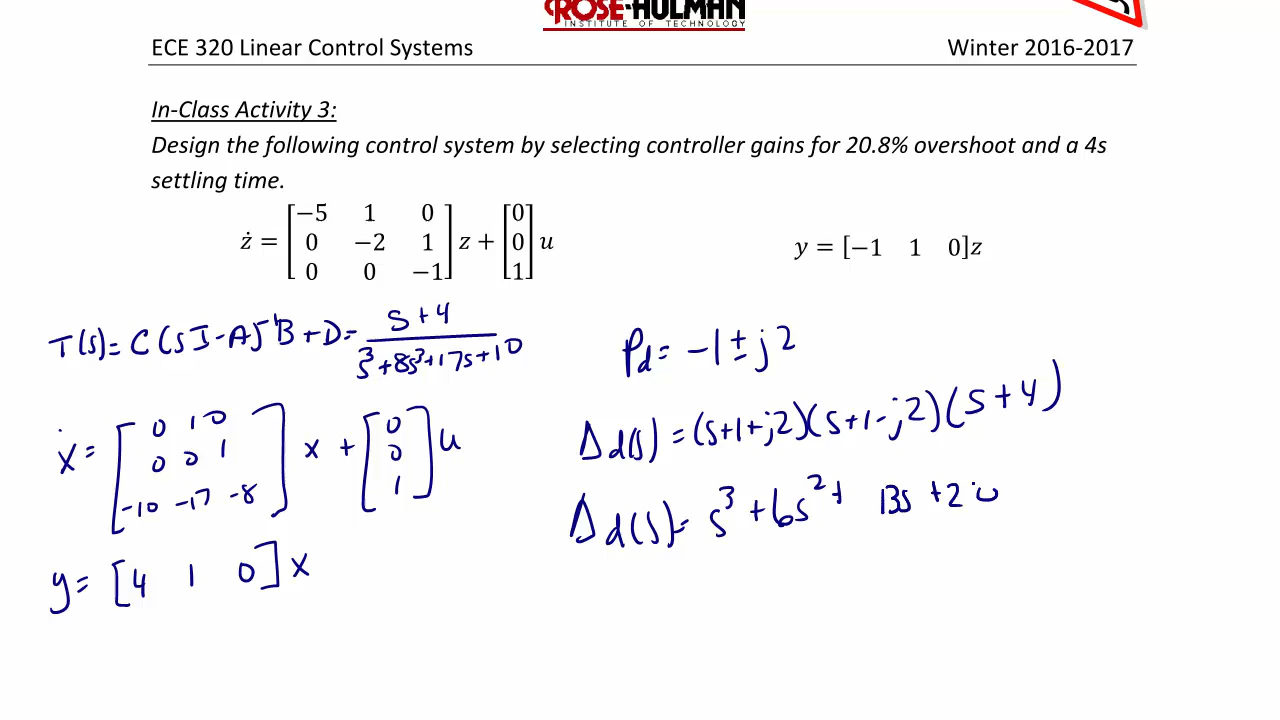 ROSE-HULMAN
INSTITUTE OF TECHNOLOGY
ECE 320 Linear Control Systems Winter 2016-2017
In-Class Activity 3:
Design the following control system by selecting controller gains for 20.8% overshoot and a 4s
settling time.
ż = [−5 1 0; 0 −2 1; 0 0 −1] z + [0; 0; 1] u y = [−1 1 0]z
T(s) = C(sI-A)⁻¹B + D = (s+4)/(s³+8s³+17s+10)
Pd = -1 ± j2
ẋ = [0 1 0; 0 0 1; -10 -17 -8] x + [0; 0; 1] u
Δd(s) = (s+1+j2)(s+1-j2)(s+4)
Δd(s) = s³ + 6s² + 13s + 20
y = [4 1 0] x